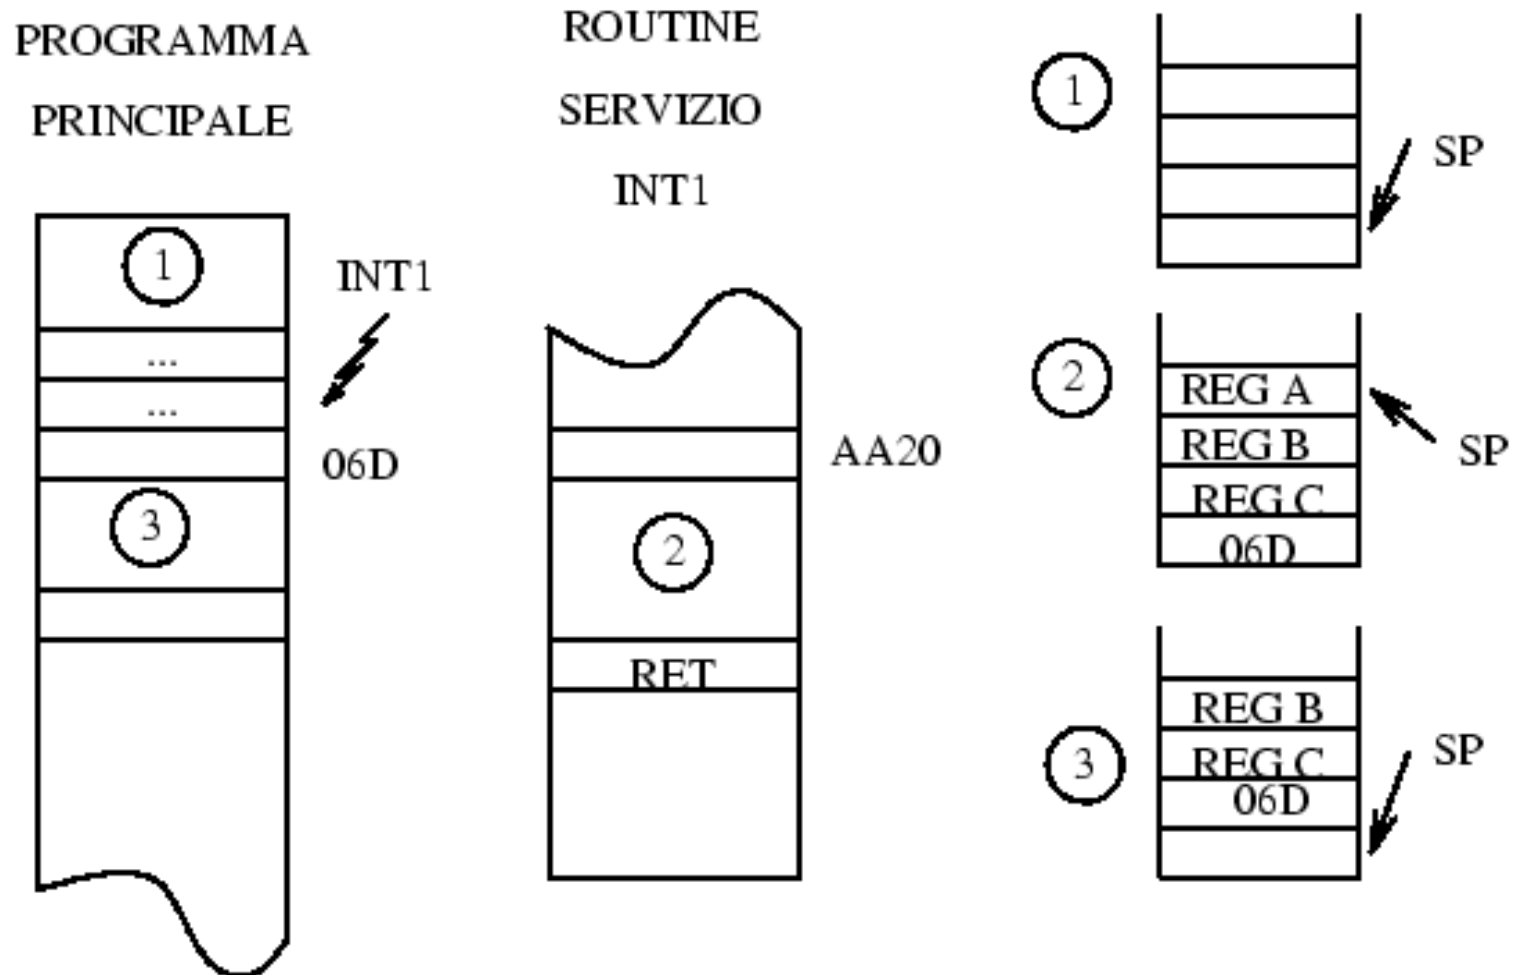 PROGRAMMA
PRINCIPALE
1
...
...
3
INT1
06D
ROUTINE
SERVIZIO
INT1
AA20
2
RET
1
SP
2
REG A
REG B
REG C
06D
SP
3
REG B
REG C
06D
SP